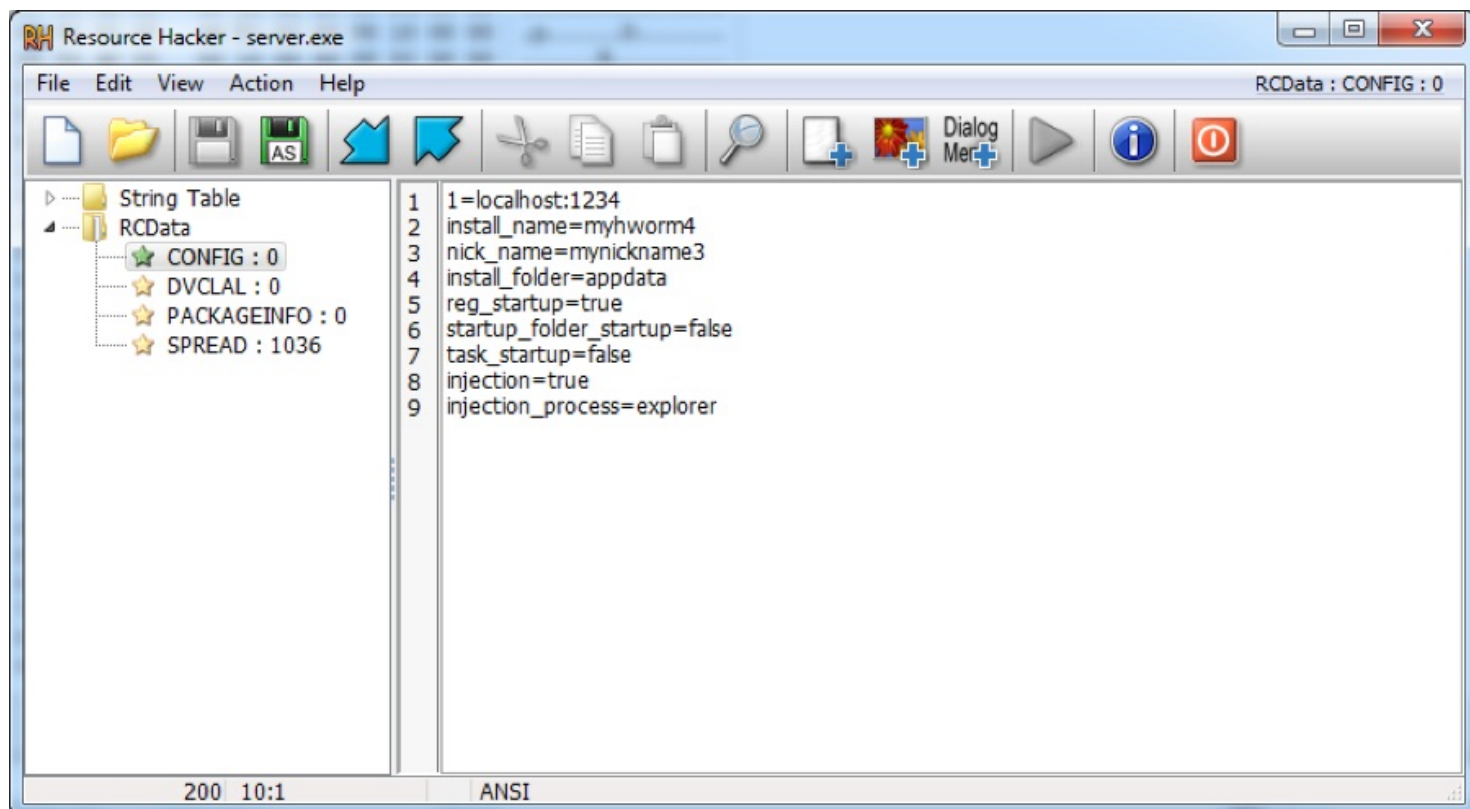 RH Resource Hacker - server.exe
File Edit View Action Help
RCData : CONFIG : 0
AS
Dialog
String Table
RCData
CONFIG : 0
DVCLAL : 0
PACKAGEINFO : 0
SPREAD : 1036
1 1=localhost:1234
2 install_name=myhworm4
3 nick_name=mynickname3
4 install_folder=appdata
5 reg_startup=true
6 startup_folder_startup=false
7 task_startup=false
8 injection=true
9 injection_process=explorer
200 10:1 ANSI